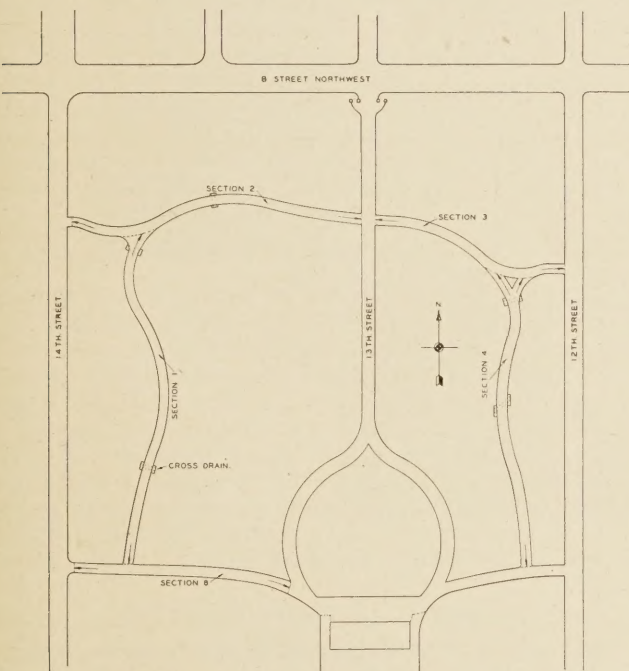 B STREET NORTHWEST
SECTION 2
SECTION 3
N
14TH. STREET
13TH. STREET
12TH. STREET
SECTION 1
SECTION 4
CROSS DRAIN.
SECTION 8